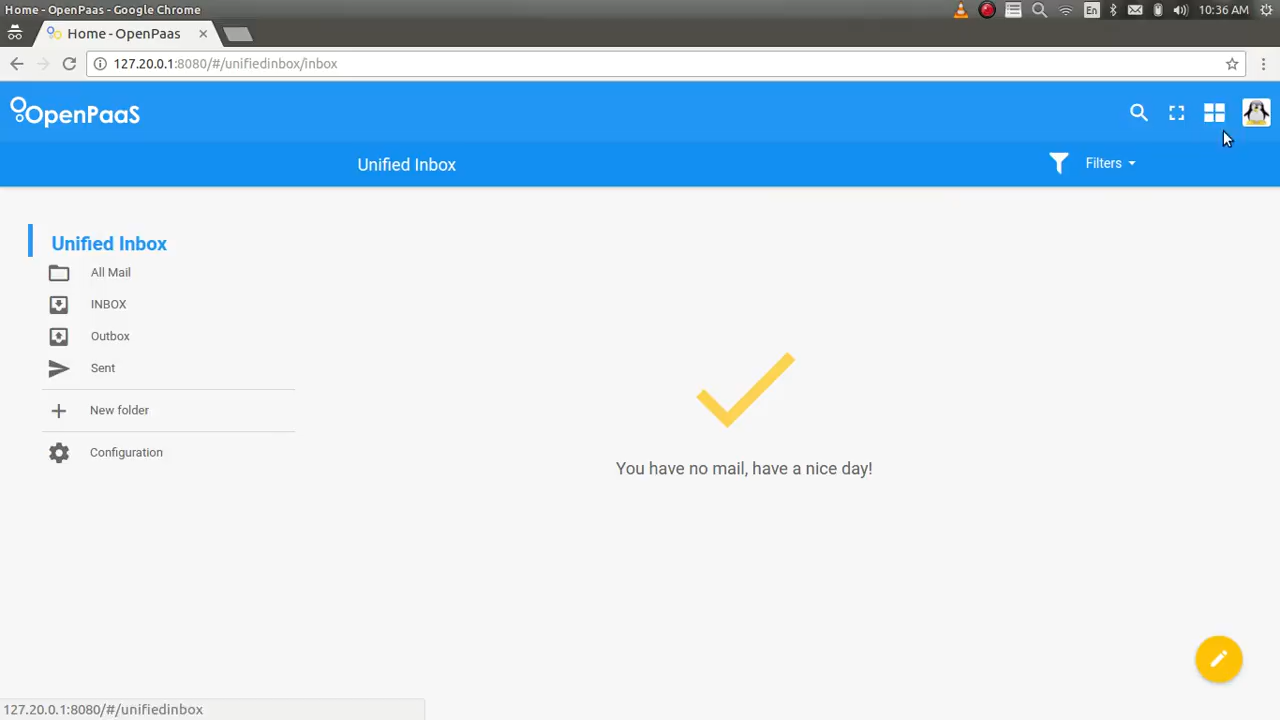 Home - OpenPaas - Google Chrome
En
10:36 AM
Home - OpenPaas
127.20.0.1:8080/#/unifiedinbox/inbox
OpenPaaS
Unified Inbox
Filters
Unified Inbox
All Mail
INBOX
Outbox
Sent
New folder
Configuration
You have no mail, have a nice day!
127.20.0.1:8080/#/unifiedinbox